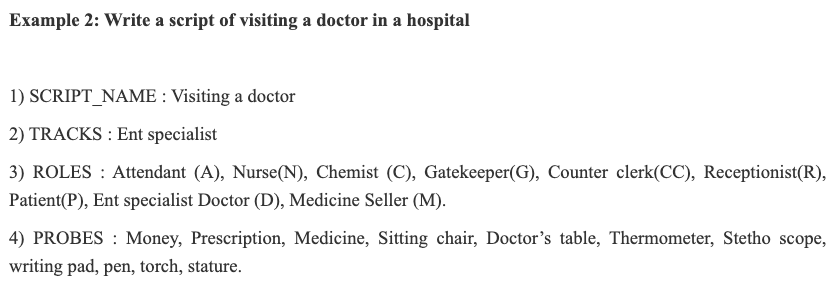 Example 2: Write a script of visiting a doctor in a hospital
1) SCRIPT_NAME : Visiting a doctor
2) TRACKS : Ent specialist
3) ROLES : Attendant (A), Nurse(N), Chemist (C), Gatekeeper(G), Counter clerk(CC), Receptionist(R),
Patient(P), Ent specialist Doctor (D), Medicine Seller (M).
4) PROBES : Money, Prescription, Medicine, Sitting chair, Doctor’s table, Thermometer, Stetho scope,
writing pad, pen, torch, stature.